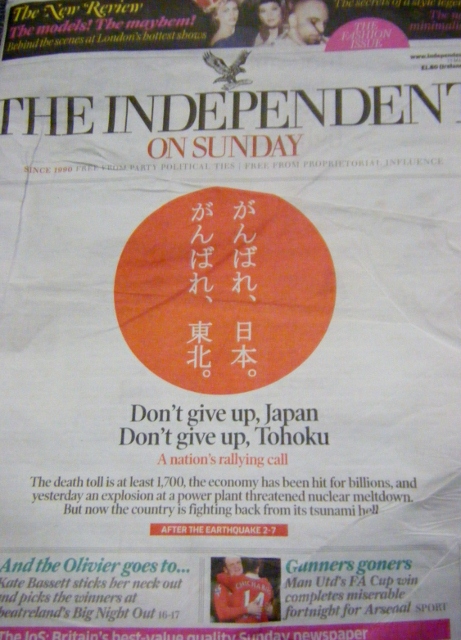 The New Review
The models! The mayhem!
Behind the scenes at London's hottest shows
The secrets of a style
THE
FASHION
ISSUE
THE INDEPENDENT
ON SUNDAY
SINCE 1990 FREE FROM PARTY POLITICAL TIES | FREE FROM PROPRIETORIAL INFLUENCE
がんばれ、日本。
がんばれ、東北。
Don't give up, Japan
Don't give up, Tohoku
A nation's rallying call
The death toll is at least 1,700, the economy has been hit for billions, and
yesterday an explosion at a power plant threatened nuclear meltdown.
But now the country is fighting back from its tsunami hell
AFTER THE EARTHQUAKE 2-7
And the Olivier goes to...
Kate Bassett sticks her neck out
and picks the winners at
theatreland's Big Night Out 16-17
CHICHARITO
14
Gunners goners
Man Utd's FA Cup win
completes miserable
fortnight for Arsenal SPORT
The IoS: Britain's best-value quality Sunday newspaper